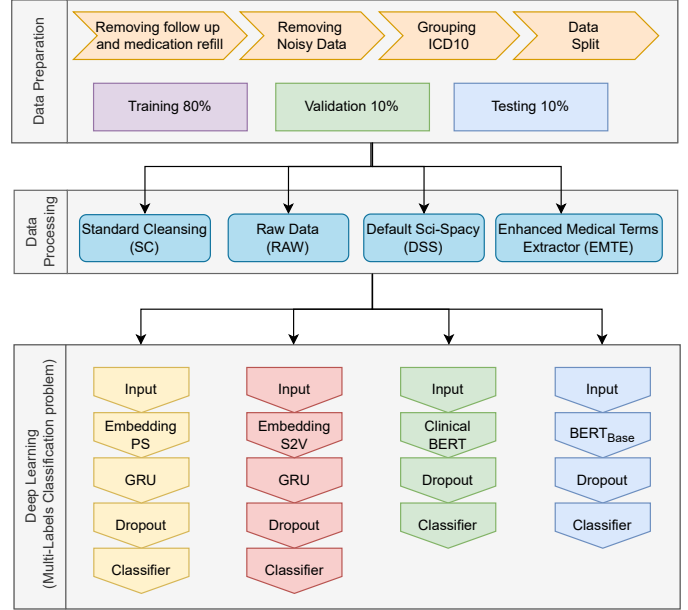 Data Preparation
Removing follow up
and medication refill
Removing
Noisy Data
Grouping
ICD10
Data
Split
Training 80%
Validation 10%
Testing 10%
Data
Processing
Standard Cleansing
(SC)
Raw Data
(RAW)
Default Sci-Spacy
(DSS)
Enhanced Medical Terms
Extractor (EMTE)
Deep Learning
(Multi-Labels Classification problem)
Input
Embedding
PS
GRU
Dropout
Classifier
Input
Embedding
S2V
GRU
Dropout
Classifier
Input
Clinical
BERT
Dropout
Classifier
Input
BERTBase
Dropout
Classifier